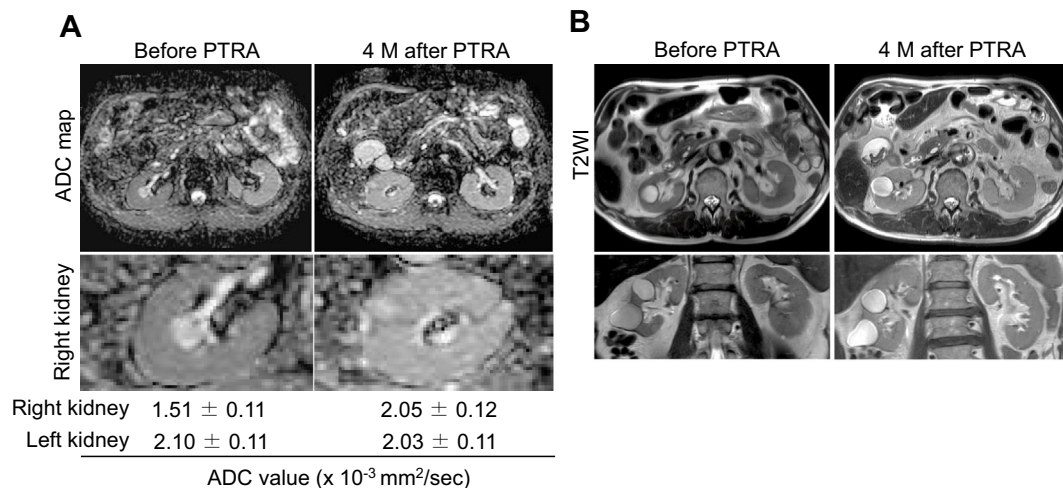 A
Before PTRA
4 M after PTRA
ADC map
Right kidney
Right kidney 1.51 ± 0.11 2.05 ± 0.12
Left kidney 2.10 ± 0.11 2.03 ± 0.11
ADC value (x 10-3 mm2/sec)
B
Before PTRA
4 M after PTRA
T2WI